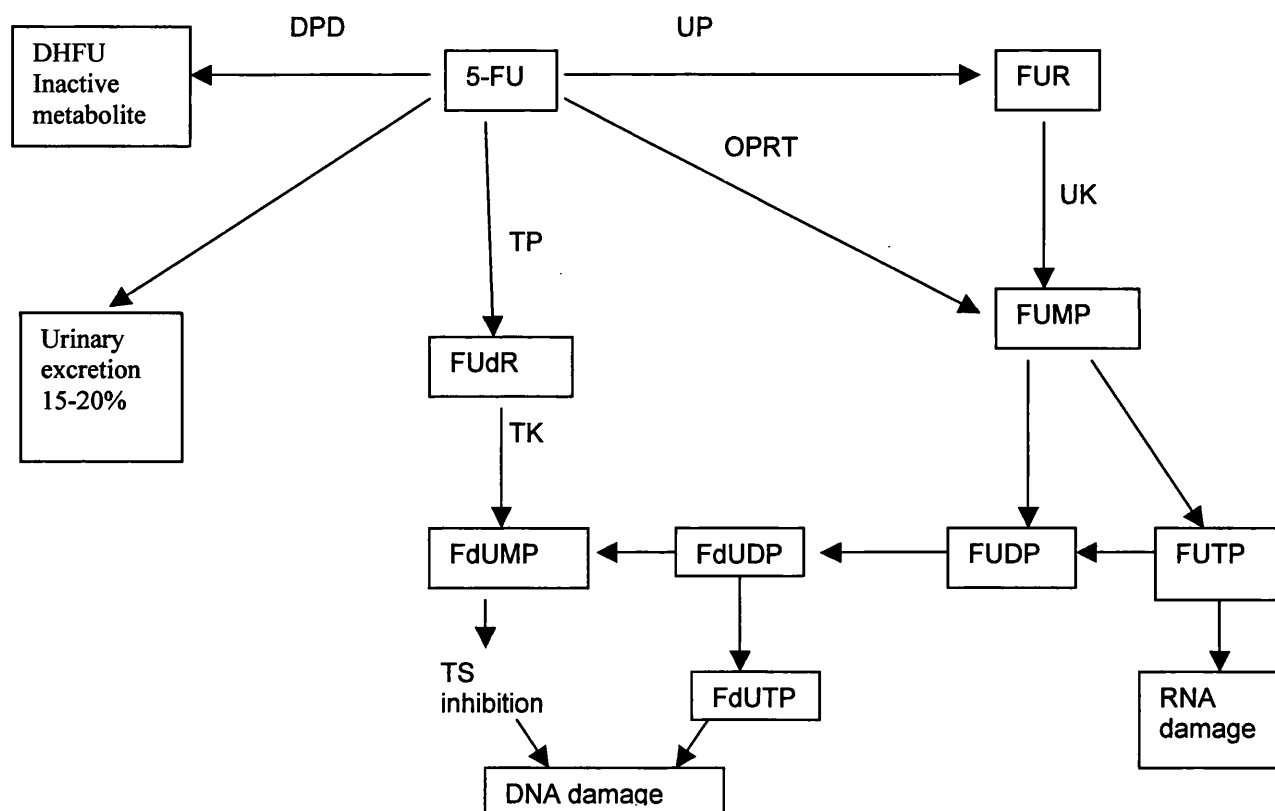 DPD
UP
DHFU
Inactive
metabolite
5-FU
FUR
OPRT
UK
TP
Urinary
excretion
15-20%
FUMP
FUdR
TK
FdUMP
FdUDP
FUDP
FUTP
TS
inhibition
FdUTP
RNA
damage
DNA damage